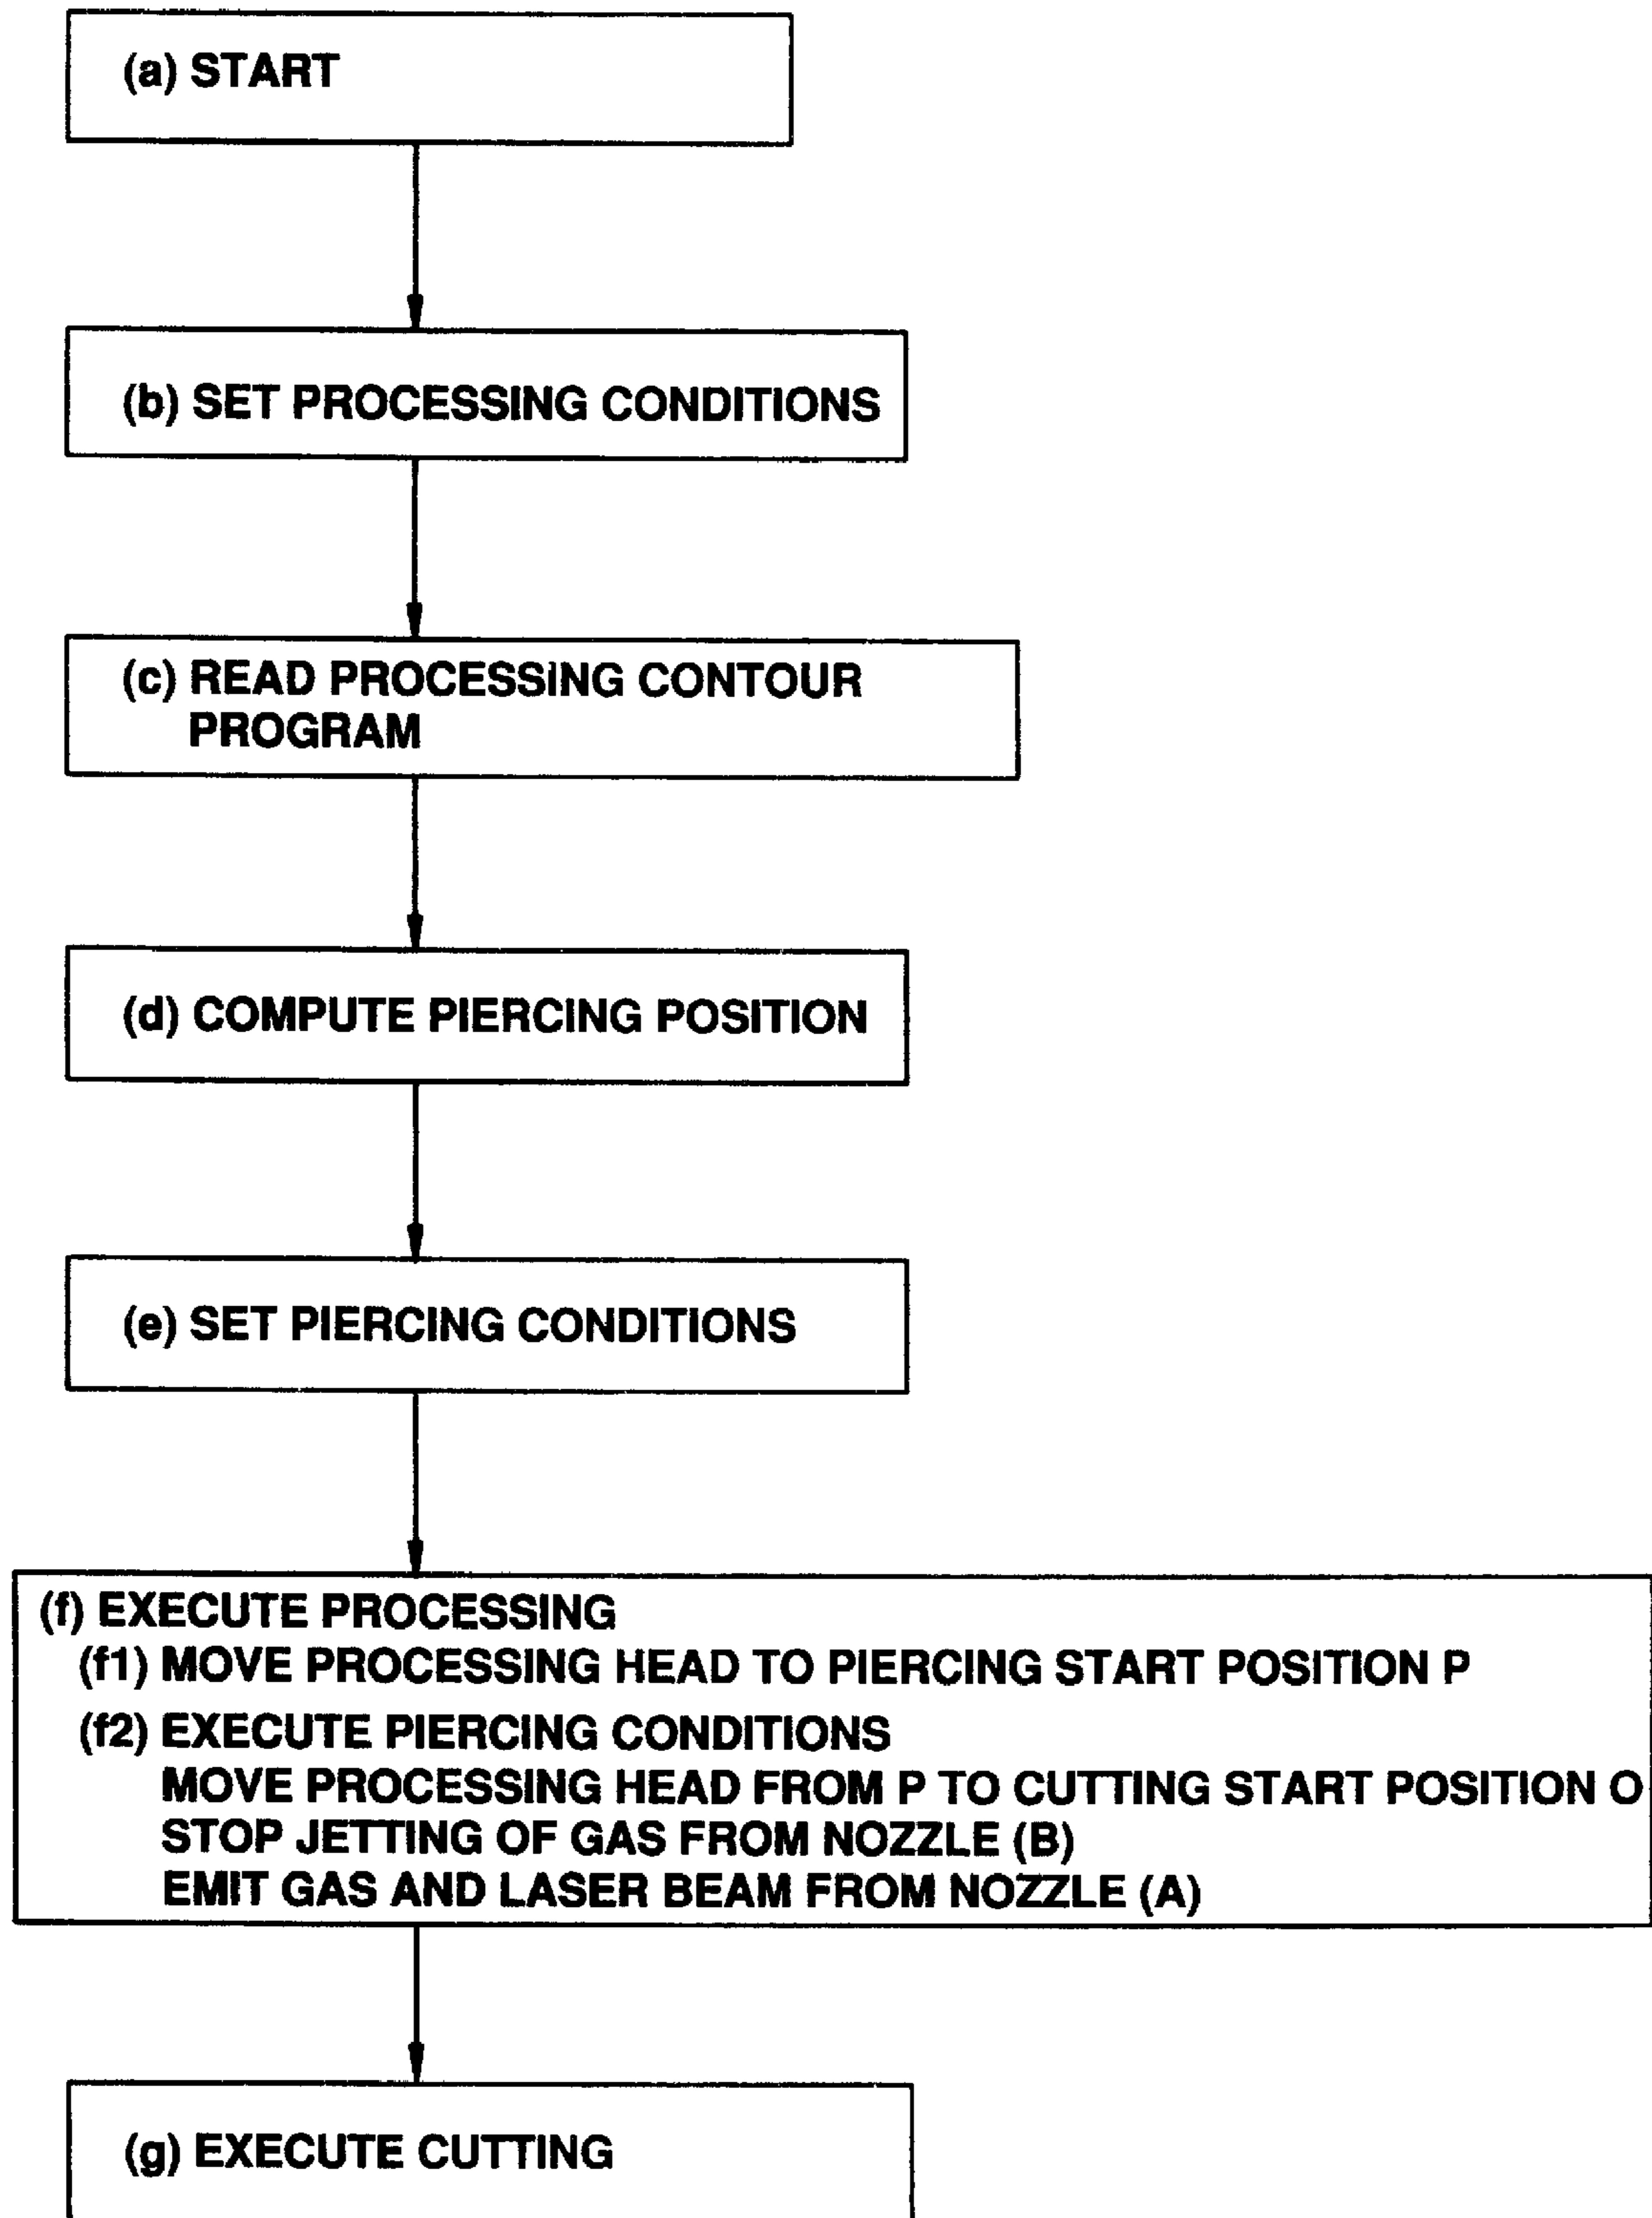 (a) START
(b) SET PROCESSING CONDITIONS
(c) READ PROCESSING CONTOUR
PROGRAM
(d) COMPUTE PIERCING POSITION
(e) SET PIERCING CONDITIONS
(f) EXECUTE PROCESSING
(f1) MOVE PROCESSING HEAD TO PIERCING START POSITION P
(f2) EXECUTE PIERCING CONDITIONS
MOVE PROCESSING HEAD FROM P TO CUTTING START POSITION O
STOP JETTING OF GAS FROM NOZZLE (B)
EMIT GAS AND LASER BEAM FROM NOZZLE (A)
(g) EXECUTE CUTTING